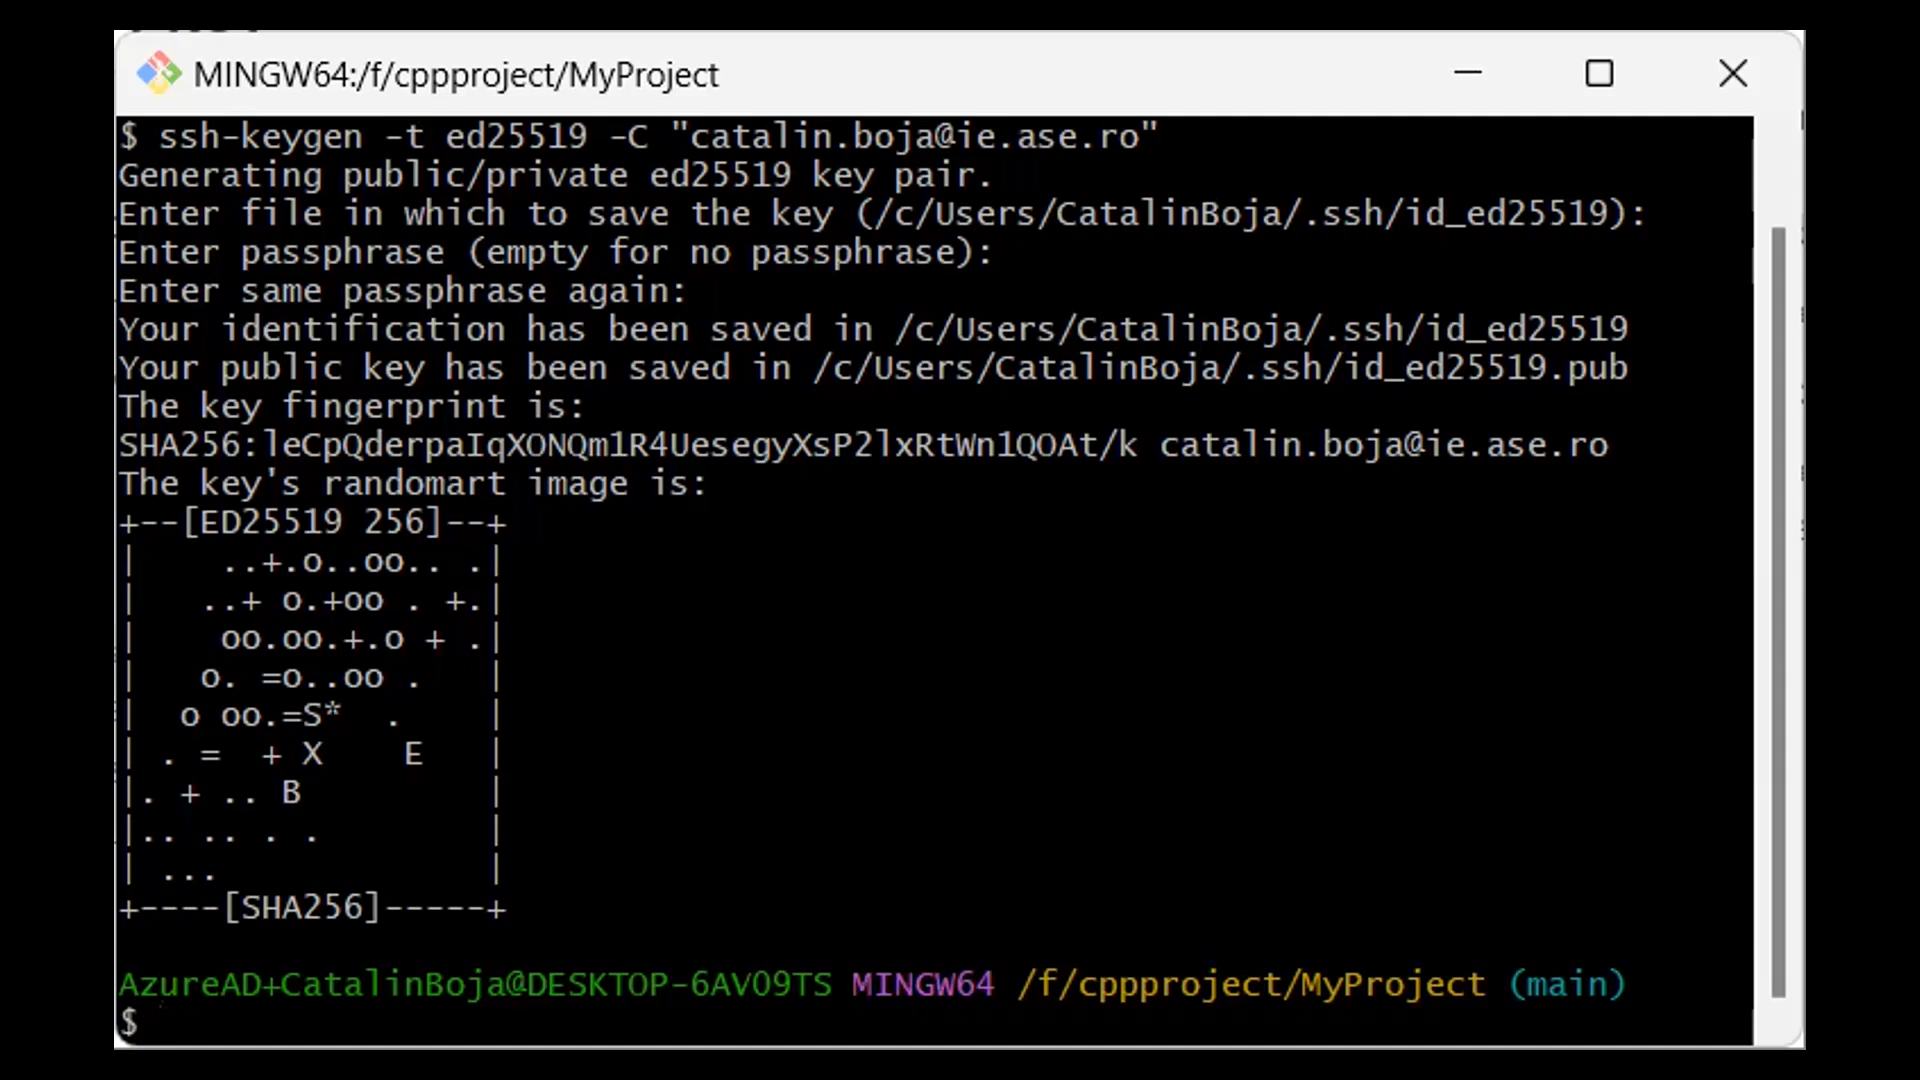 MINGW64:/f/cppproject/MyProject
$ ssh-keygen -t ed25519 -C "catalin.boja@ie.ase.ro"
Generating public/private ed25519 key pair.
Enter file in which to save the key (/c/Users/CatalinBoja/.ssh/id_ed25519):
Enter passphrase (empty for no passphrase):
Enter same passphrase again:
Your identification has been saved in /c/Users/CatalinBoja/.ssh/id_ed25519
Your public key has been saved in /c/Users/CatalinBoja/.ssh/id_ed25519.pub
The key fingerprint is:
SHA256:leCpQderpaIqXONQm1R4UesegyXsP2lxRtWn1QOAt/k catalin.boja@ie.ase.ro
The key's randomart image is:
+--[ED25519 256]--+
|    ..+.o..oo.. .|
|   ..+ o.+oo . +.|
|    oo.oo.+.o + .|
|   o. =o..oo .   |
|  o oo.=S*  .    |
| . =  + X    E   |
|. + .. B         |
|.. .. . .        |
| ...             |
+----[SHA256]-----+
AzureAD+CatalinBoja@DESKTOP-6AVO9TS MINGW64 /f/cppproject/MyProject (main)
$